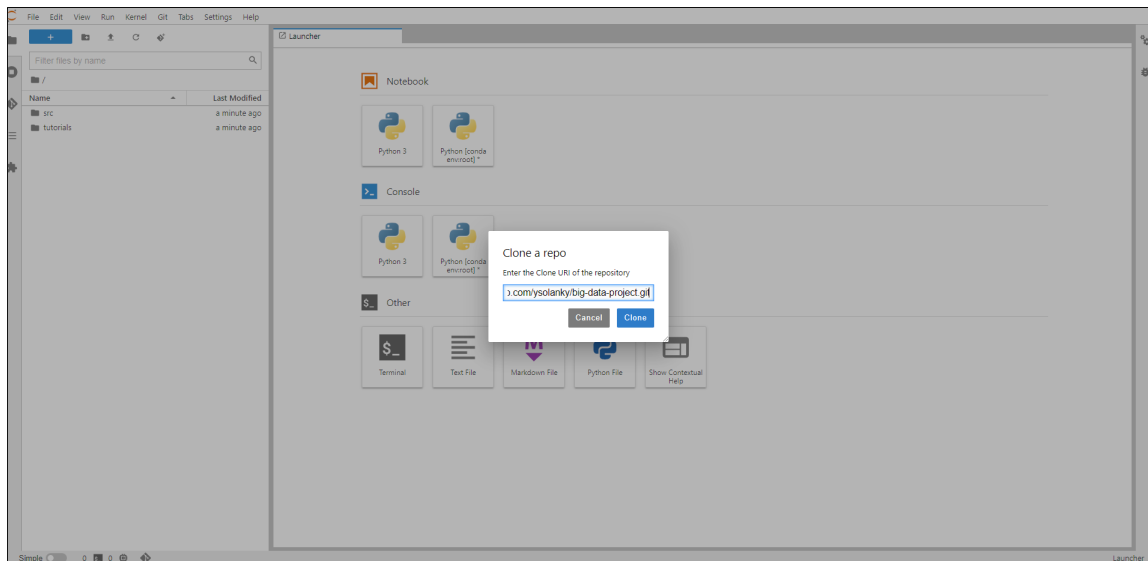 File Edit View Run Kernel Git Tabs Settings Help
+
Filter files by name
/
Name Last Modified
src a minute ago
tutorials a minute ago
Launcher
Notebook
Python 3
Python [conda
env:root] *
Console
Python 3
Python [conda
env:root] *
Clone a repo
Enter the Clone URI of the repository
.com/ysolanky/big-data-project.git
Cancel Clone
$_ Other
$_
M
Terminal
Text File
Markdown File
Python File
Show Contextual
Help
Simple 0 $_ 0
Launcher